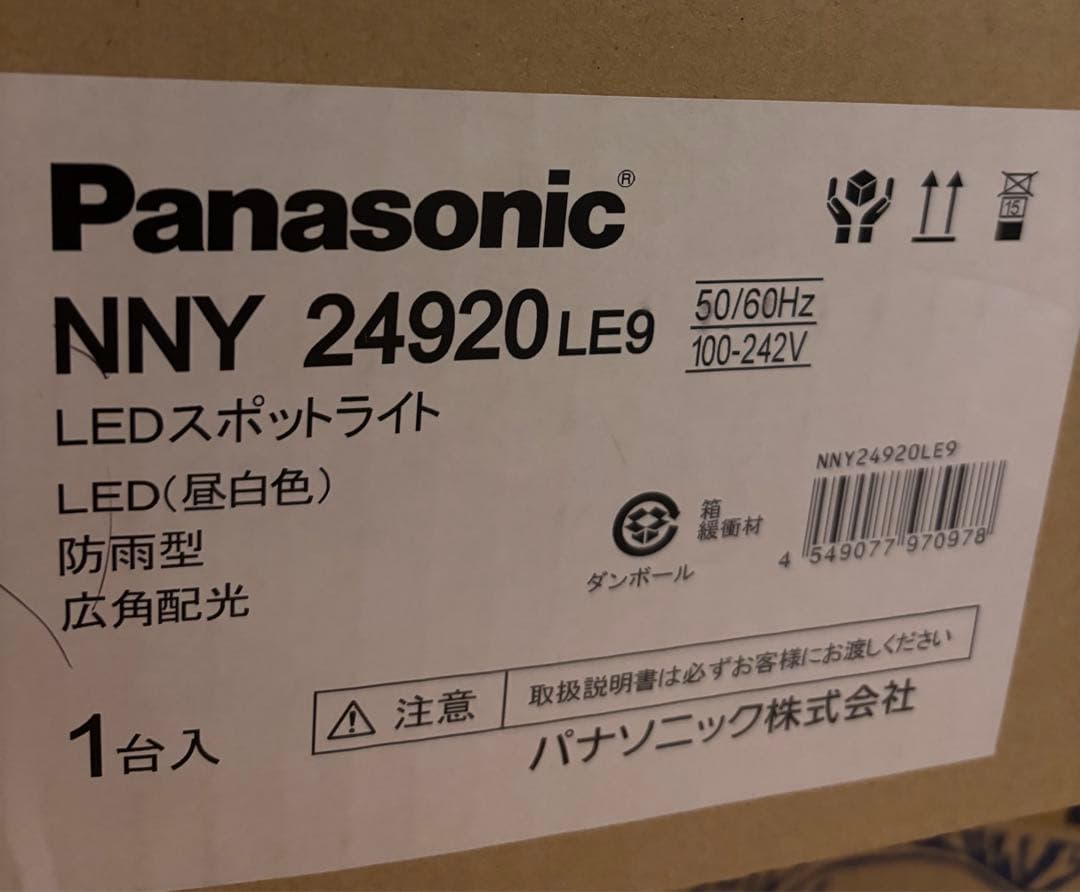 Panasonic®
NNY 24920LE9
50/60Hz
100-242V
LEDスポットライト
LED(昼白色)
防雨型
広角配光
1台入
15
NNY24920LE9
4 549077 970978
箱
緩衝材
ダンボール
注意
取扱説明書は必ずお客様にお渡しください
パナソニック株式会社